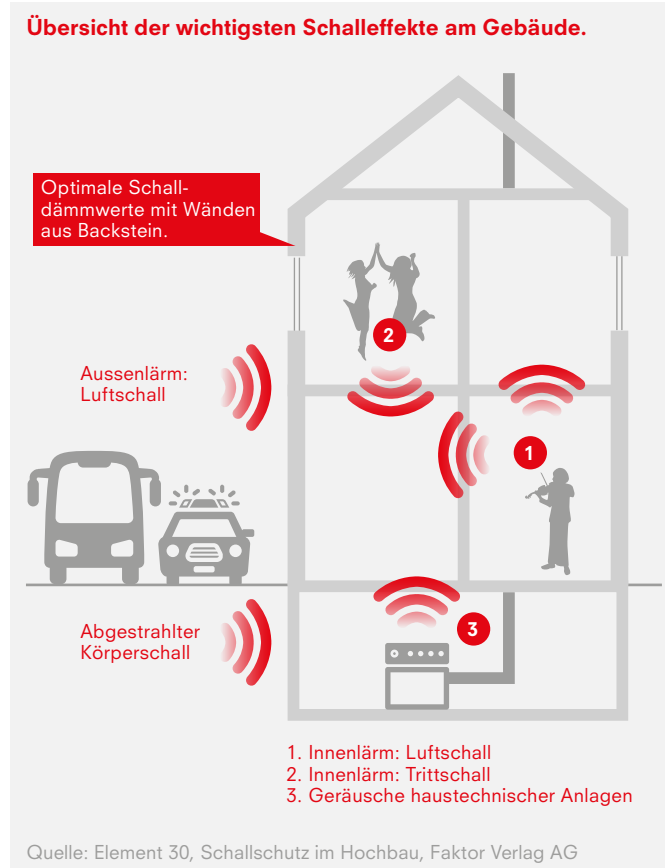 Übersicht der wichtigsten Schalleffekte am Gebäude.
Optimale Schall-
dämmwerte mit Wänden
aus Backstein.
2
Aussenlärm:
Luftschall
1
Abgestrahlter
Körperschall
3
1. Innenlärm: Luftschall
2. Innenlärm: Trittschall
3. Geräusche haustechnischer Anlagen
Quelle: Element 30, Schallschutz im Hochbau, Faktor Verlag AG